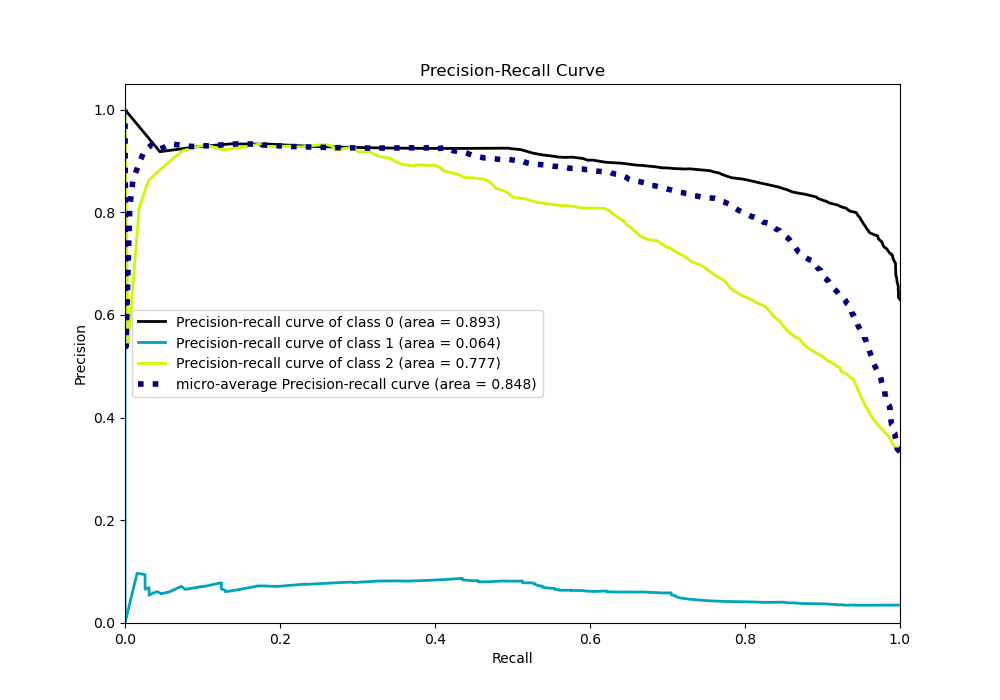 Precision-Recall Curve
1.0
0.8
0.6
0.4
0.2
0.0
Precision
Precision-recall curve of class 0 (area = 0.893)
Precision-recall curve of class 1 (area = 0.064)
Precision-recall curve of class 2 (area = 0.777)
micro-average Precision-recall curve (area = 0.848)
0.0 0.2 0.4 0.6 0.8 1.0
Recall